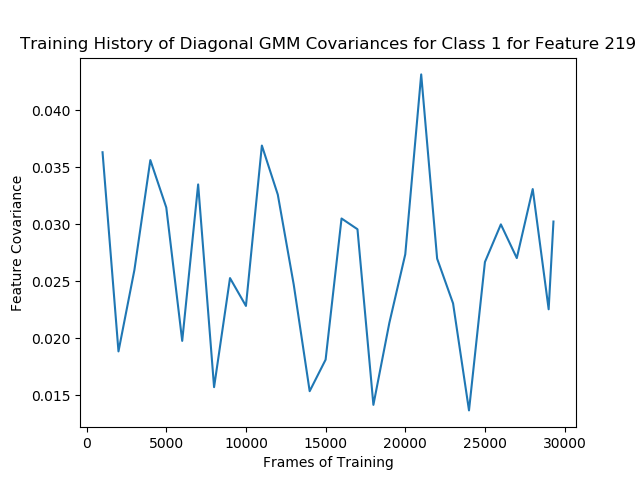 Training History of Diagonal GMM Covariances for Class 1 for Feature 219
0.040
0.035
0.030
0.025
0.020
0.015
Feature Covariance
0 5000 10000 15000 20000 25000 30000
Frames of Training